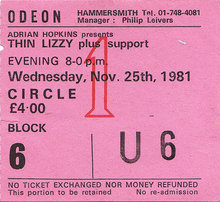 ODEON HAMMERSMITH Tel. 01-748-4081
Manager : Philip Leivers
ADRIAN HOPKINS presents
THIN LIZZY plus support
EVENING 8-0 p.m.
Wednesday, Nov. 25th, 1981
CIRCLE
£4·00
1
BLOCK
6 U6
NO TICKET EXCHANGED NOR MONEY REFUNDED
This portion to be retained No re-admission